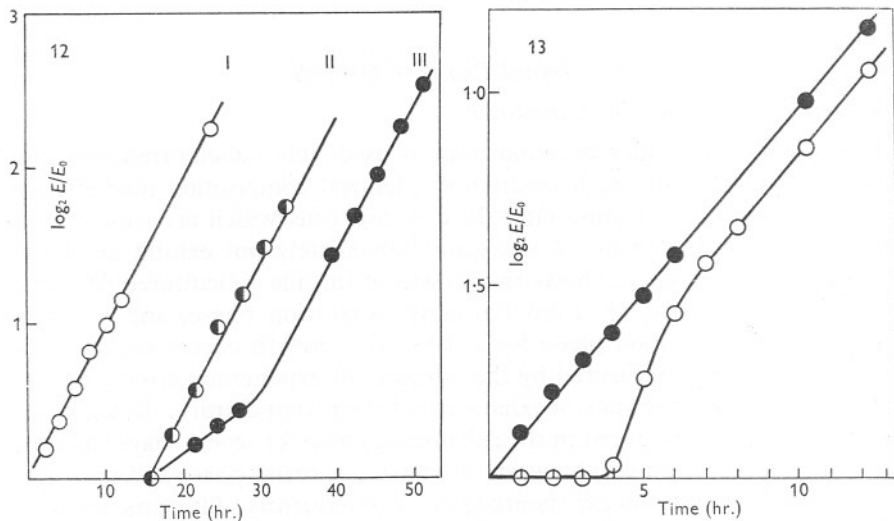 3
12
I
II
III
2
log₂ E/E₀
1
10
20
30
40
50
Time (hr.)
13
1·0
log₂ E/E₀
1·5
5
10
Time (hr.)